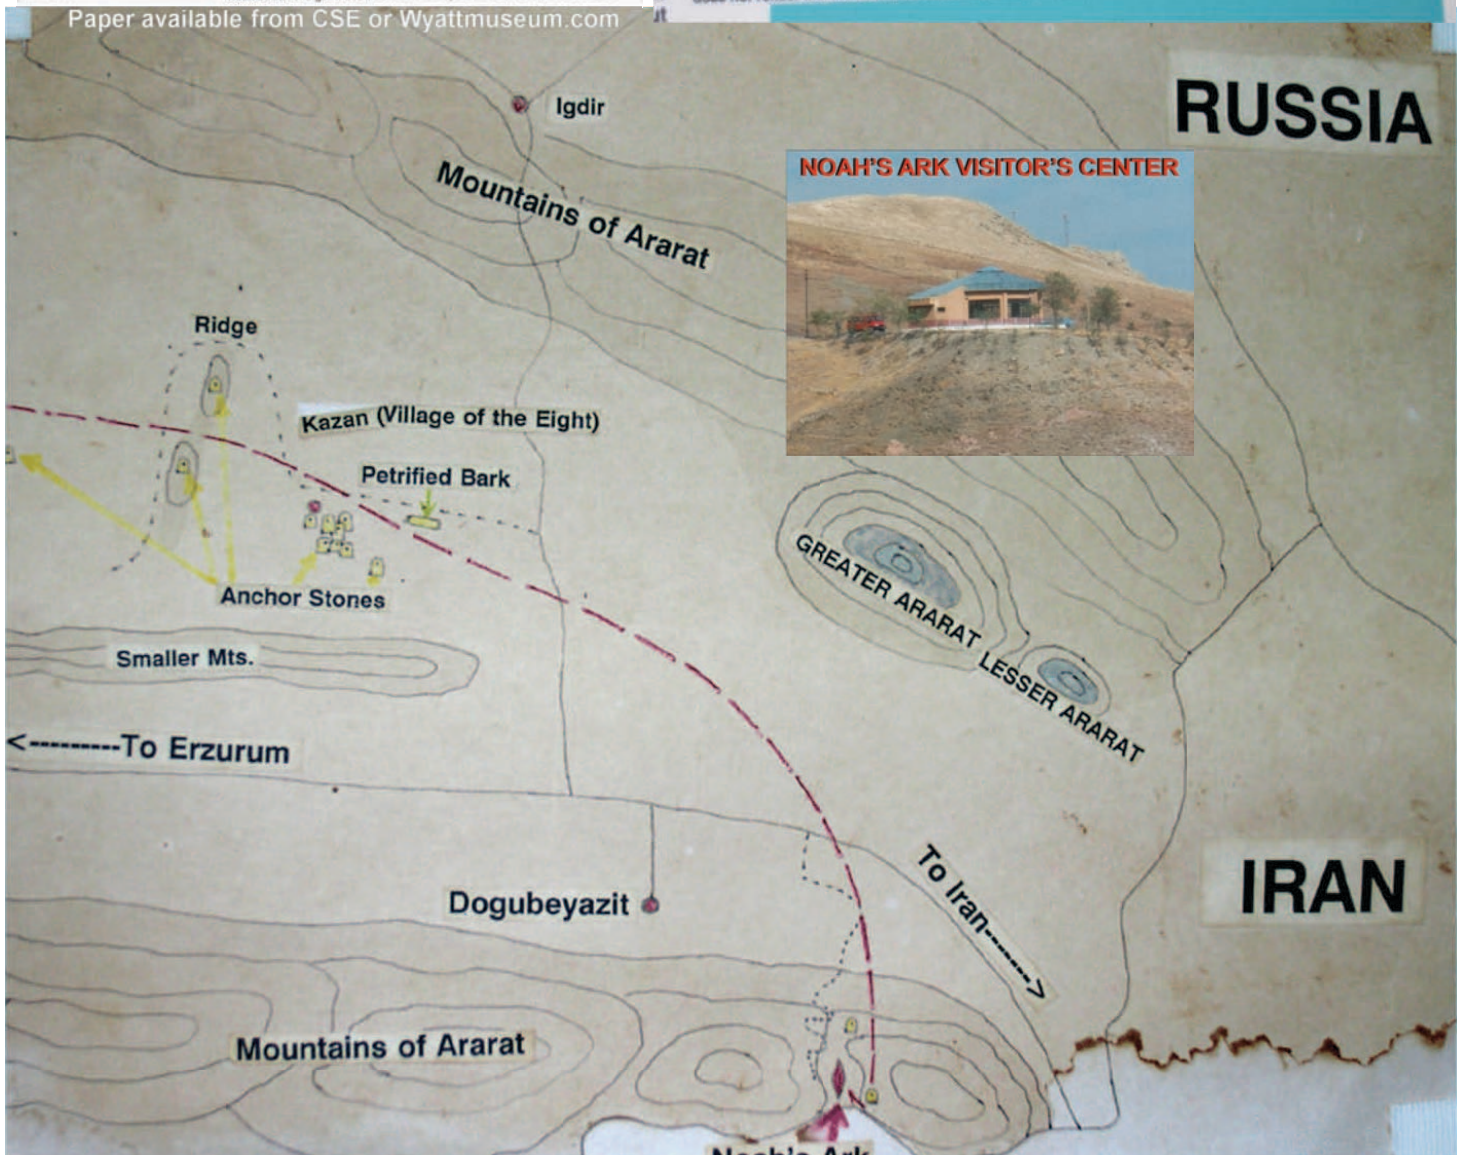 Paper available from CSE or Wyattmuseum.com
RUSSIA
Igdir
NOAH'S ARK VISITOR'S CENTER
Mountains of Ararat
Ridge
Kazan (Village of the Eight)
Petrified Bark
GREATER ARARAT
Anchor Stones
LESSER ARARAT
Smaller Mts.
<---------To Erzurum
To Iran------->
IRAN
Dogubeyazit
Mountains of Ararat
Noah's Ark